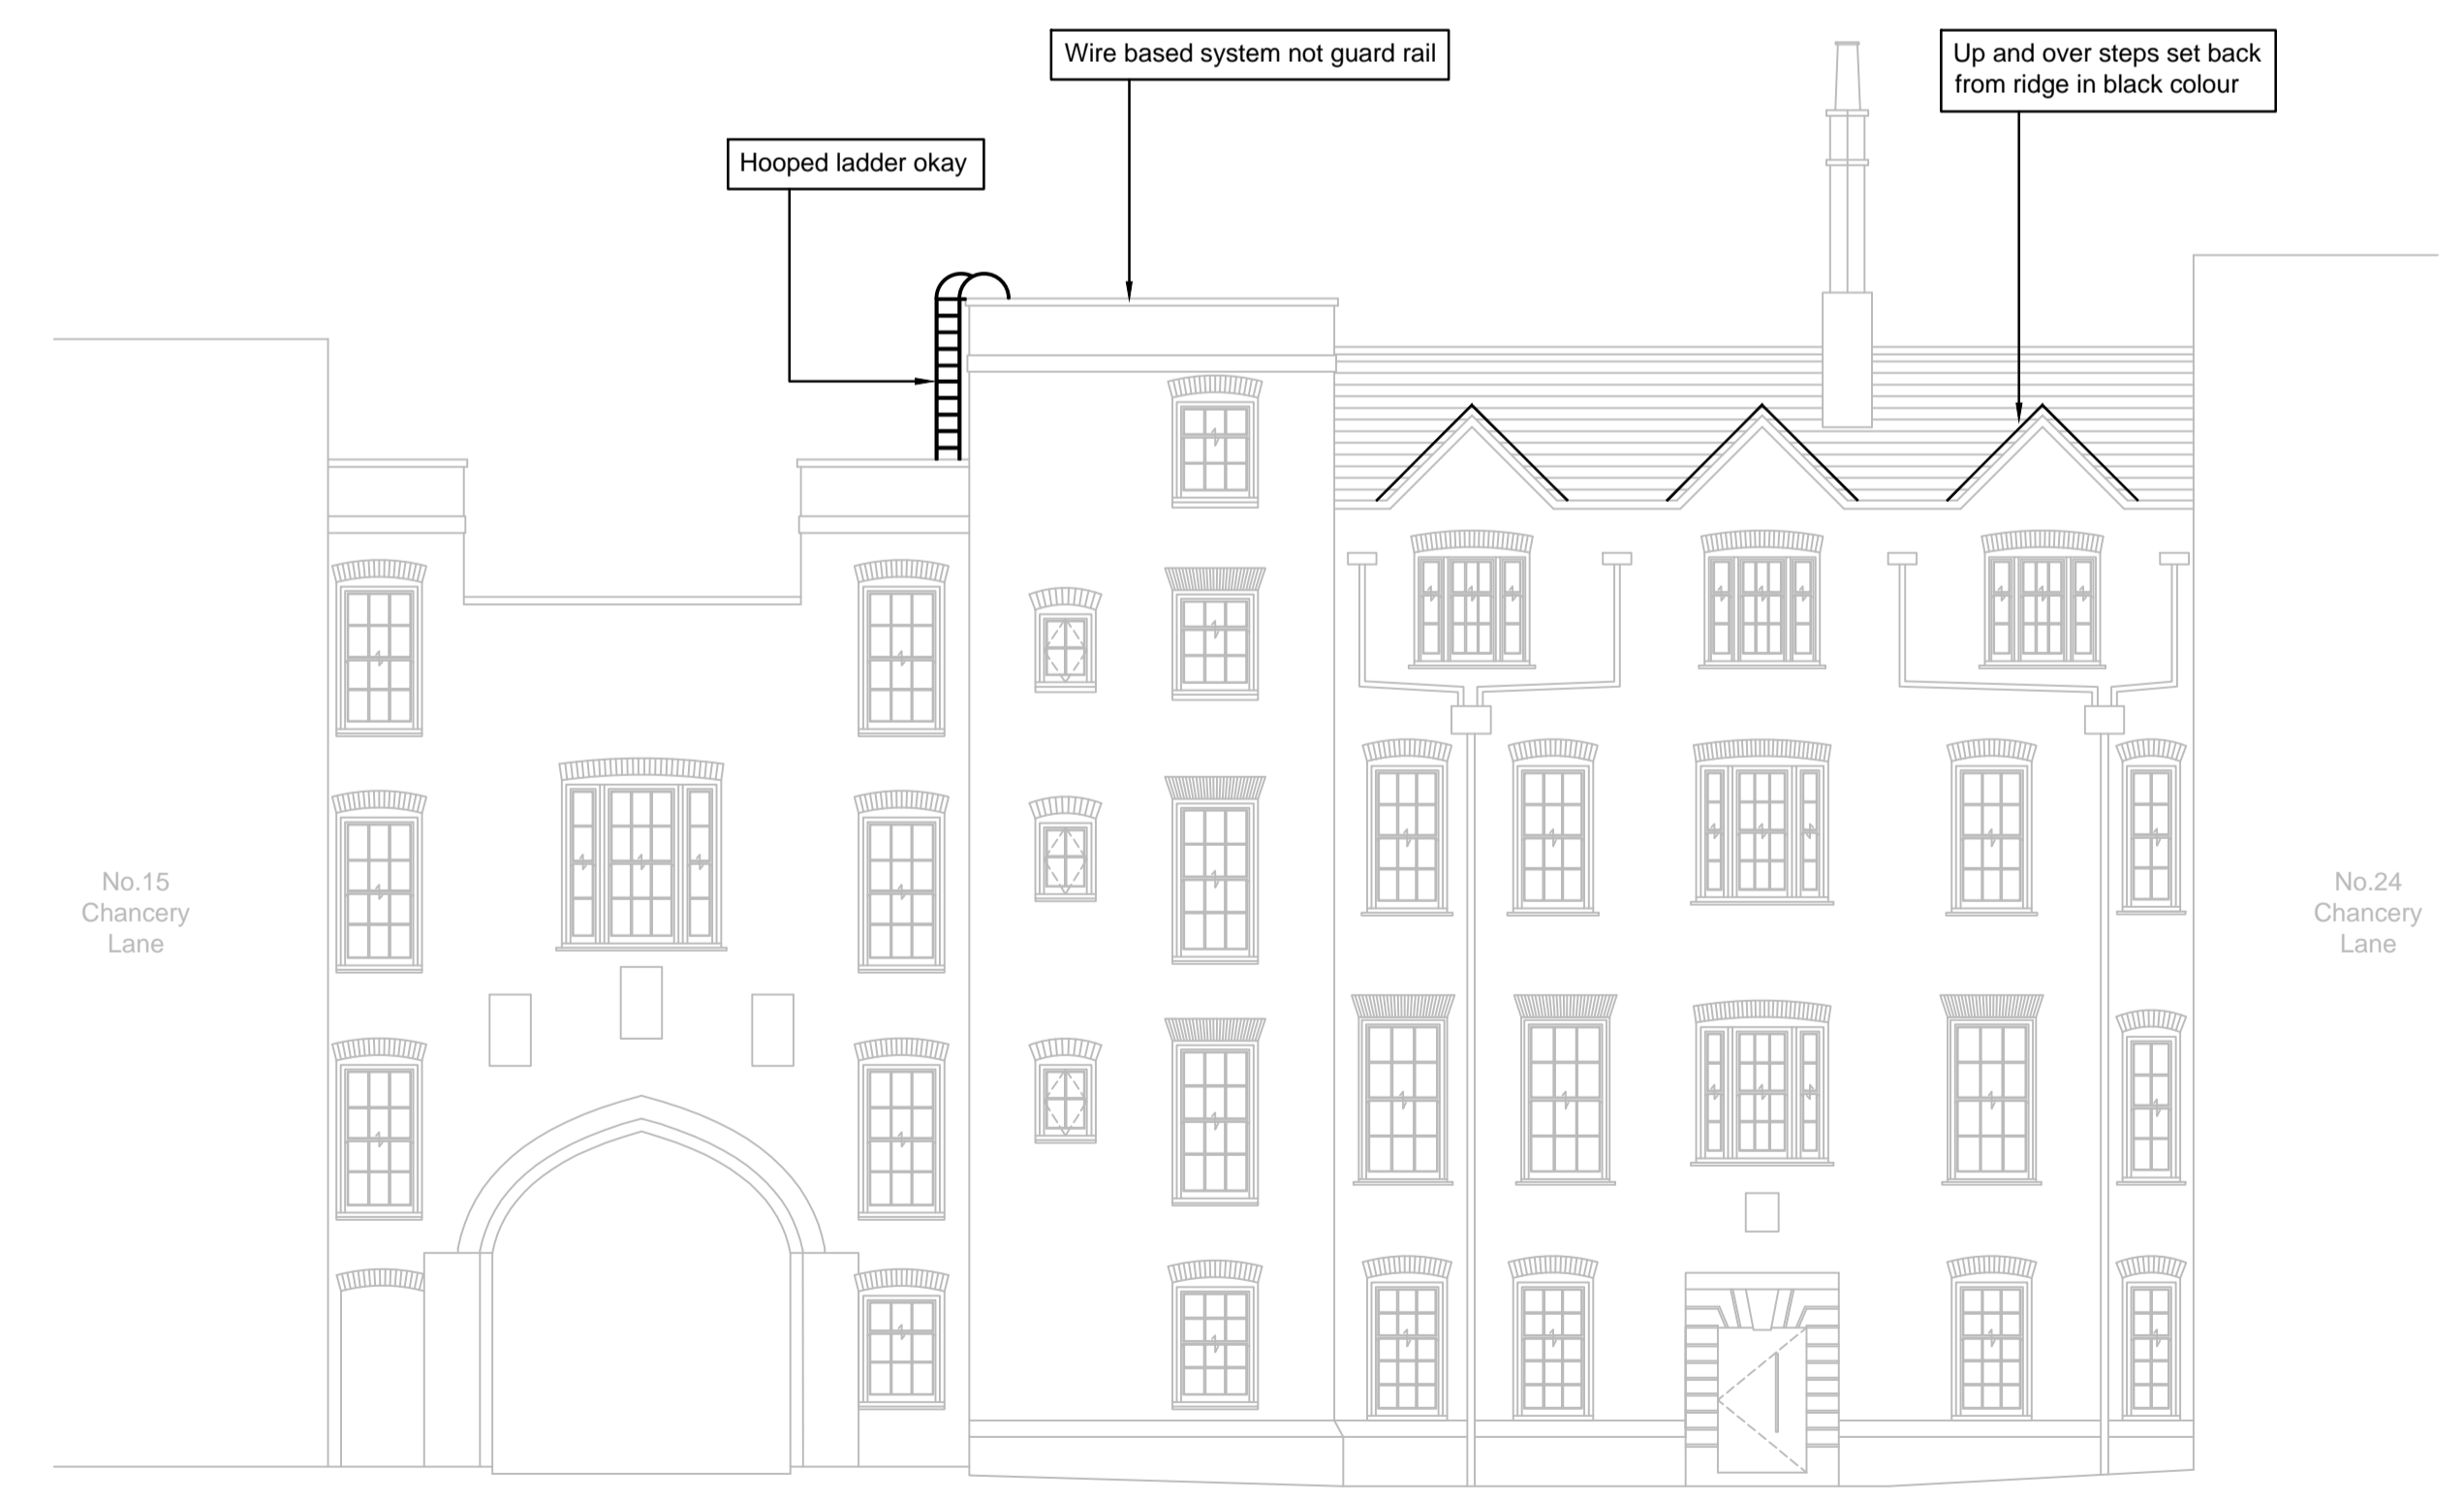 Wire based system not guard rail
Up and over steps set back
from ridge in black colour
Hooped ladder okay
No.15
Chancery
Lane
No.24
Chancery
Lane